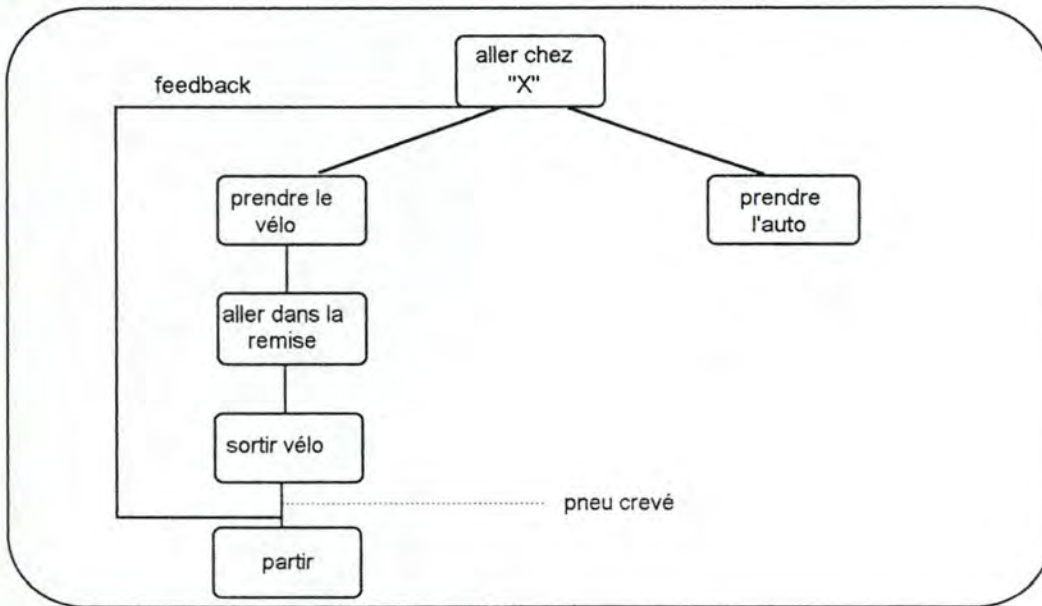 aller chez
"X"
feedback
prendre le
vélo
prendre
l'auto
aller dans la
remise
sortir vélo
pneu crevé
partir